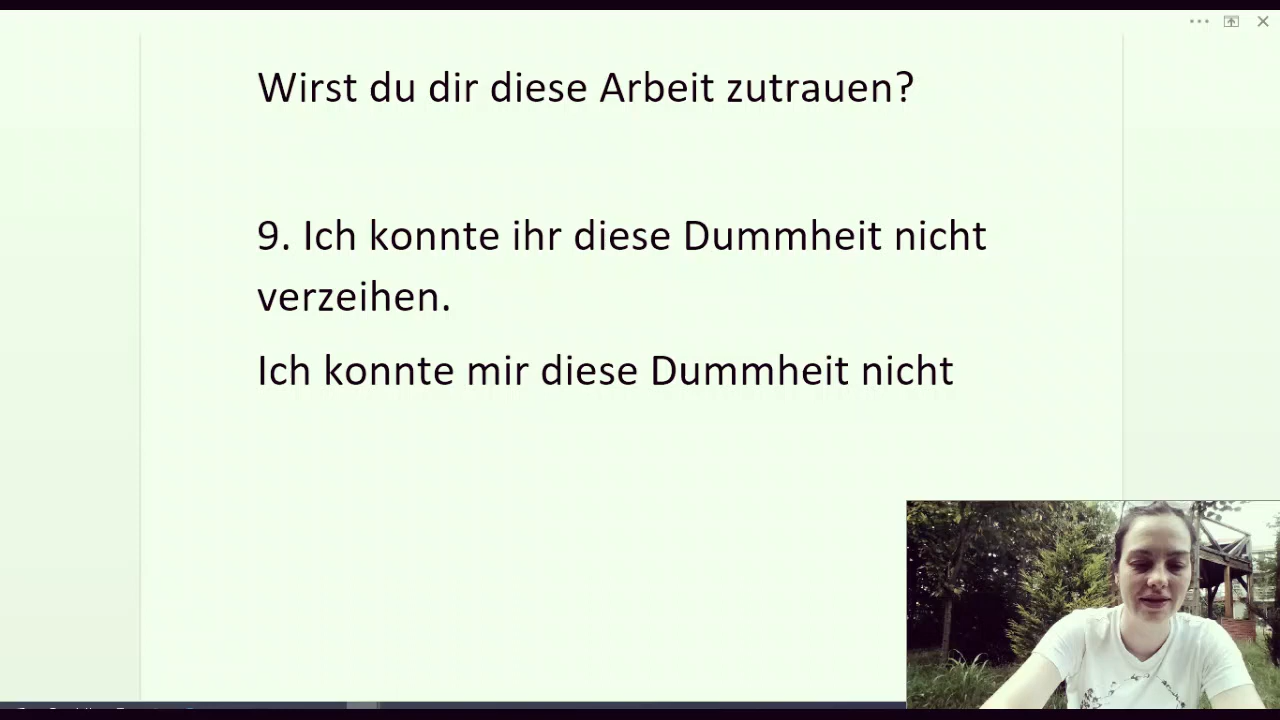 Wirst du dir diese Arbeit zutrauen?
9. Ich konnte ihr diese Dummheit nicht
verzeihen.
Ich konnte mir diese Dummheit nicht